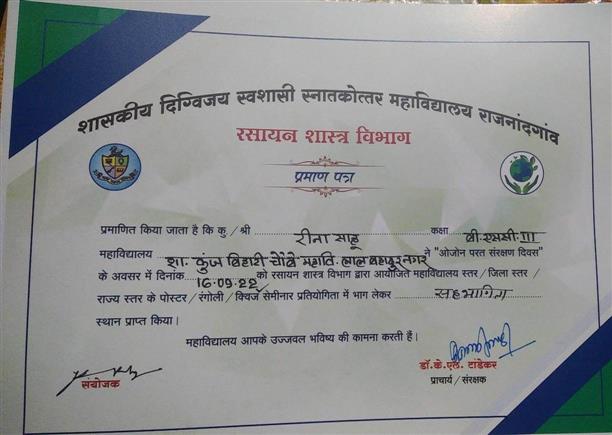 शासकीय दिग्विजय स्वशासी स्नातकोत्तर महाविद्यालय राजनांदगांव
रसायन शास्त्र विभाग
प्रमाण पत्र
प्रमाणित किया जाता है कि कु / श्री रीना साहू कक्षा बी.एससी.III
महाविद्यालय शा. कुंज बिहारी चौबे महावि. लाल बहादुर नगर ने "ओजोन परत संरक्षण दिवस"
के अवसर में दिनांक 16.09.22 को रसायन शास्त्र विभाग द्वारा आयोजित महाविद्यालय स्तर / जिला स्तर /
राज्य स्तर के पोस्टर / रंगोली / क्विज सेमीनार प्रतियोगिता में भाग लेकर सहभागिता
स्थान प्राप्त किया।
महाविद्यालय आपके उज्जवल भविष्य की कामना करती हैं।
संयोजक
डॉ.के.एल. टांडेकर
प्राचार्य / संरक्षक